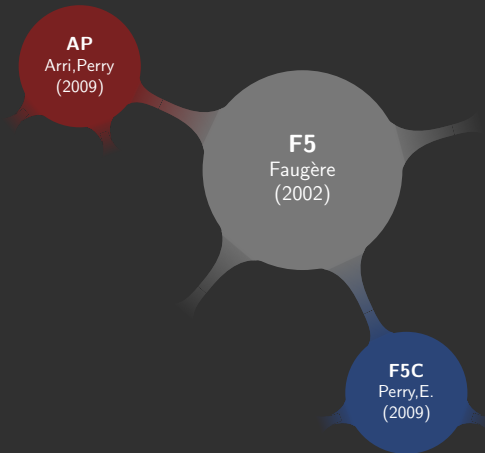 AP
Arri,Perry
(2009)
F5
Faugère
(2002)
F5C
Perry,E.
(2009)